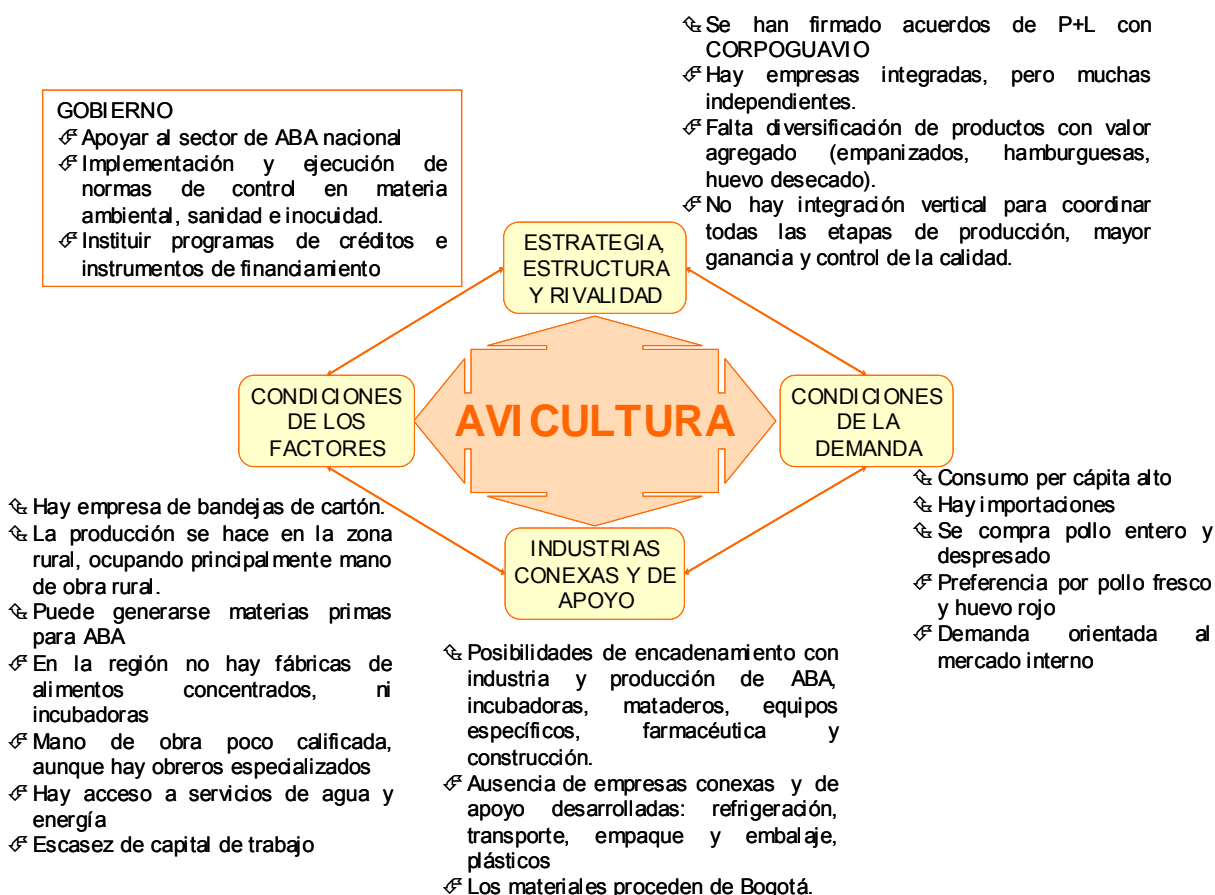 Se han firmado acuerdos de P+L con
CORPOGUAVIO
Hay empresas integradas, pero muchas
independientes.
Falta diversificación de productos con valor
agregado (empanizados, hamburguesas,
huevo desecado).
No hay integración vertical para coordinar
todas las etapas de producción, mayor
ganancia y control de la calidad.
GOBIERNO
Apoyar al sector de ABA nacional
Implementación y ejecución de
normas de control en materia
ambiental, sanidad e inocuidad.
Instituir programas de créditos e
instrumentos de financiamiento
ESTRATEGIA,
ESTRUCTURA
Y RIVALIDAD
CONDICIONES
DE LOS
FACTORES
AVICULTURA
CONDICIONES
DE LA
DEMANDA
INDUSTRIAS
CONEXAS Y DE
APOYO
Hay empresa de bandejas de cartón.
La producción se hace en la zona
rural, ocupando principalmente mano
de obra rural.
Puede generarse materias primas
para ABA
En la región no hay fábricas de
alimentos concentrados, ni
incubadoras
Mano de obra poco calificada,
aunque hay obreros especializados
Hay acceso a servicios de agua y
energía
Escasez de capital de trabajo
Posibilidades de encadenamiento con
industria y producción de ABA,
incubadoras, mataderos, equipos
específicos, farmacéutica y
construcción.
Ausencia de empresas conexas y de
apoyo desarrolladas: refrigeración,
transporte, empaque y embalaje,
plásticos
Los materiales proceden de Bogotá.
Consumo per cápita alto
Hay importaciones
Se compra pollo entero y
despresado
Preferencia por pollo fresco
y huevo rojo
Demanda orientada al
mercado interno